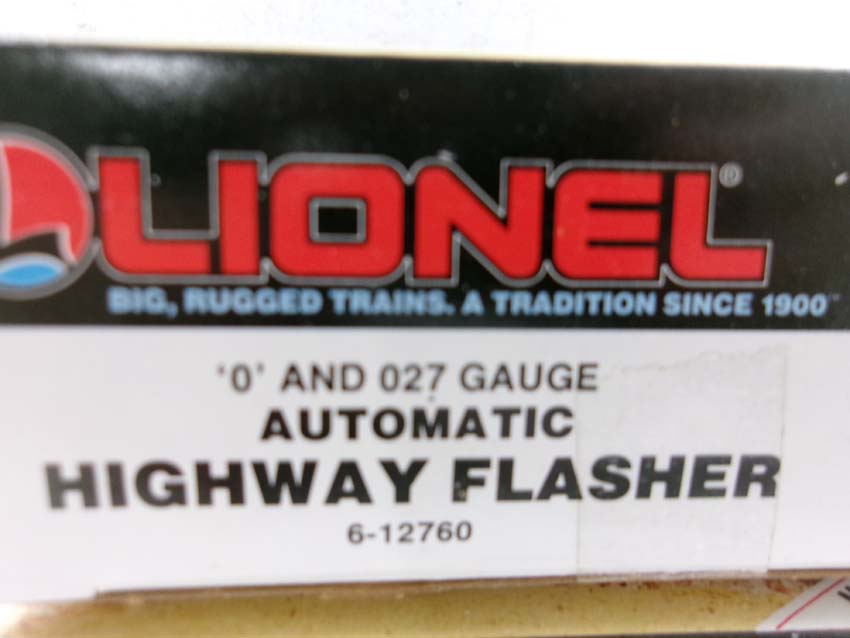 LIONEL®
BIG, RUGGED TRAINS. A TRADITION SINCE 1900™
'0' AND 027 GAUGE
AUTOMATIC
HIGHWAY FLASHER
6-12760